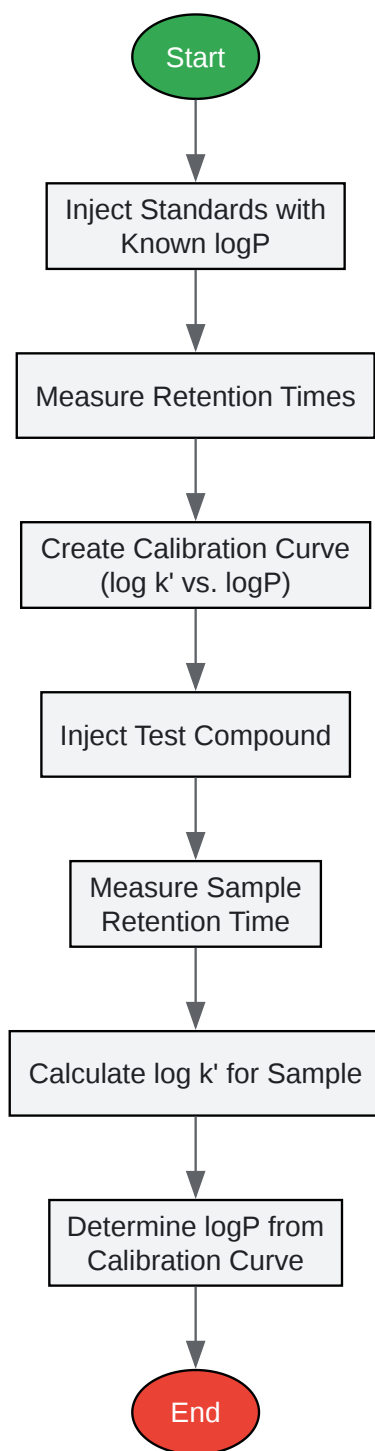 Start
Inject Standards with
Known logP
Measure Retention Times
Create Calibration Curve
(log k' vs. logP)
Inject Test Compound
Measure Sample
Retention Time
Calculate log k' for Sample
Determine logP from
Calibration Curve
End